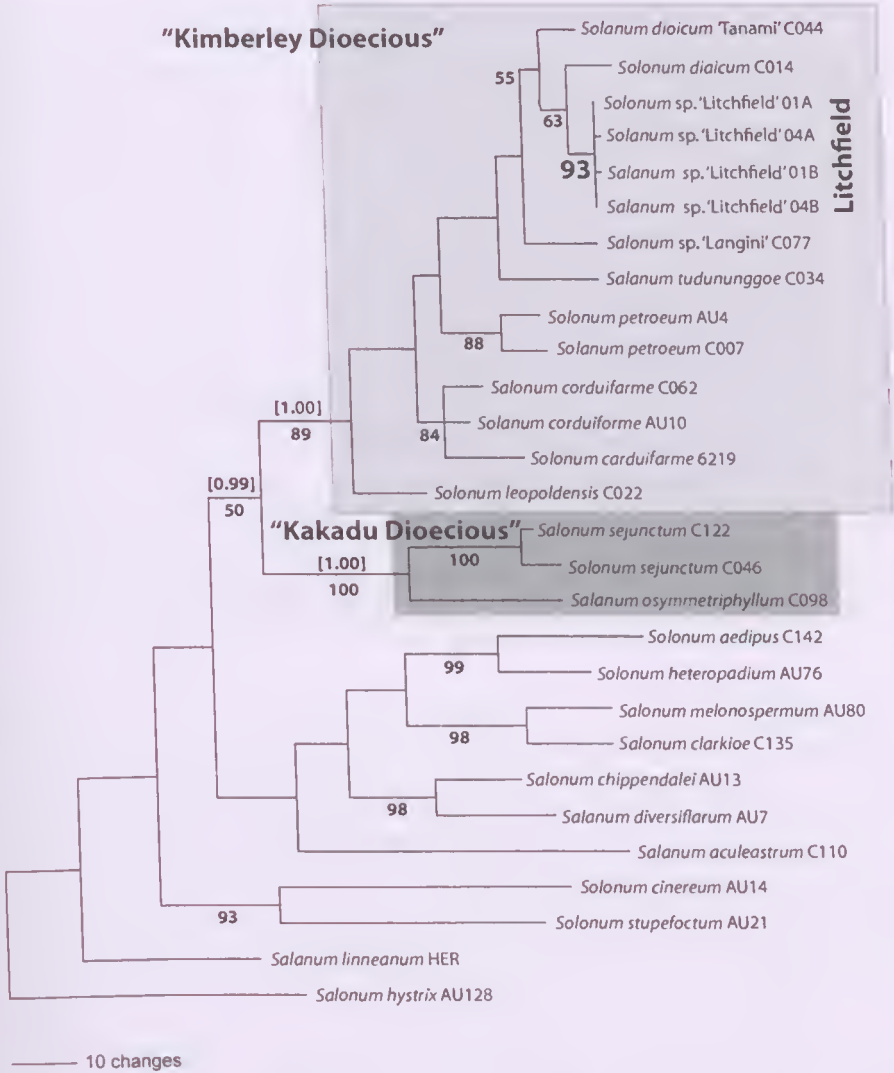 "Kimberley Dioecious"
Solanum dioicum 'Tanami' C044
55
Solonum diaicum C014
Solonum sp. 'Litchfield' 01A
63
Solanum sp. 'Litchfield' 04A
93
Salanum sp. 'Litchfield' 01B
Litchfield
Salanum sp. 'Litchfield' 04B
Salonum sp. 'Langini' C077
Salanum tudununggoe C034
Solonum petroeum AU4
88
Solanum petroeum C007
Salonum corduifarme C062
[1.00]
89
Solanum corduiforme AU10
84
Solonum carduifarme 6219
[0.99]
50
Solonum leopoldensis C022
"Kakadu Dioecious"
Salonum sejunctum C122
[1.00]
100
100
Solonum sejunctum C046
Salanum osymmetriphyllum C098
Solonum aedipus C142
99
Solonum heteropadium AU76
Salonum melonospermum AU80
98
Salonum clarkioe C135
Salonum chippendalei AU13
98
Salanum diversiflarum AU7
Salanum aculeastrum C110
Solonum cinereum AU14
93
Solonum stupefoctum AU21
Salanum linneanum HER
Salonum hystrix AU128
10 changes